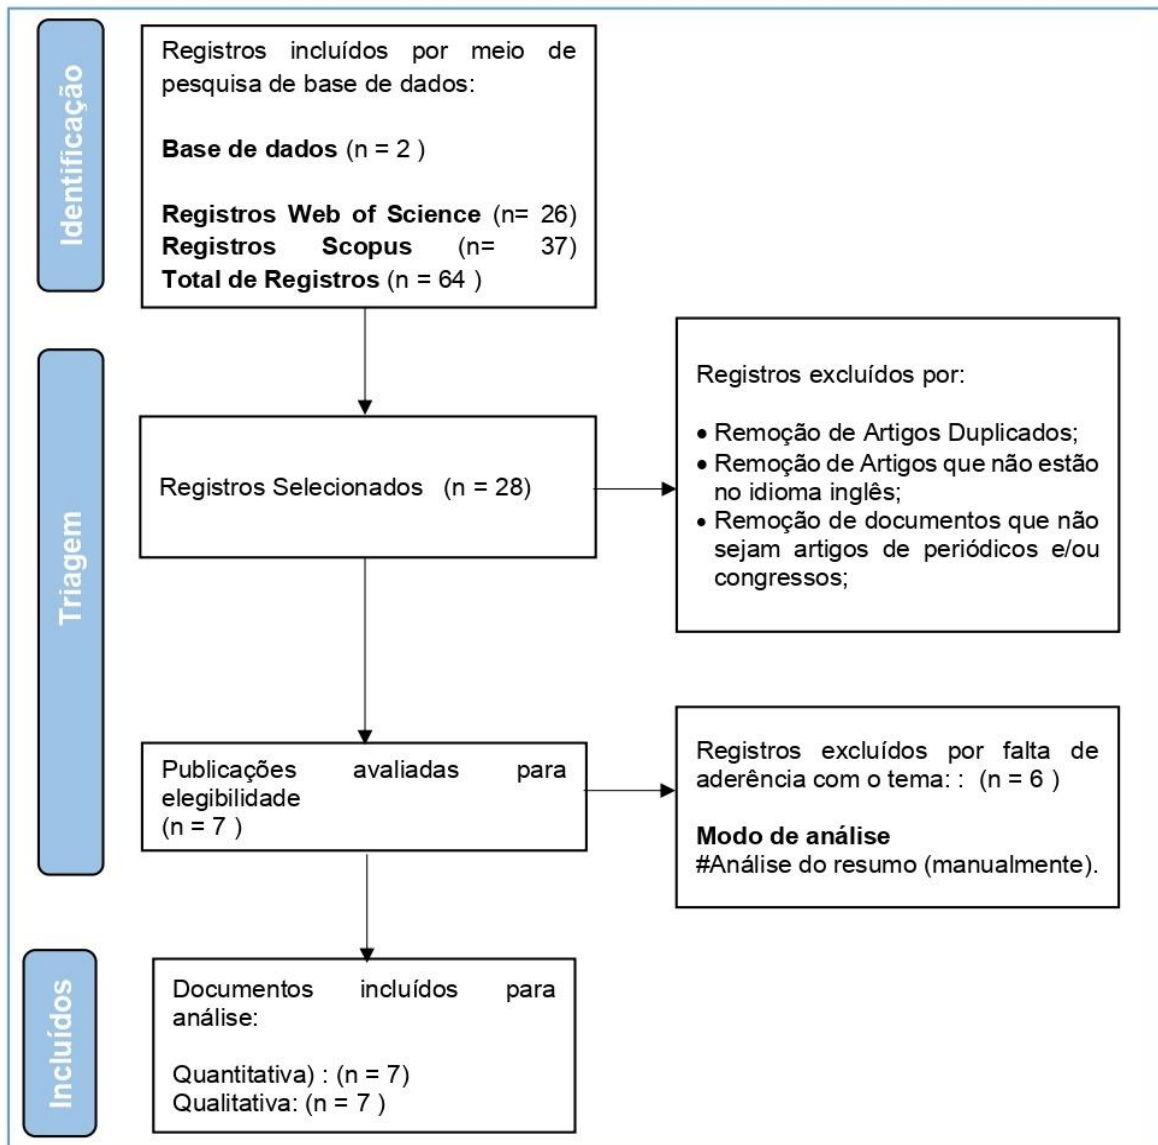 Identificação
Registros incluídos por meio de
pesquisa de base de dados:
Base de dados (n = 2 )
Registros Web of Science (n= 26)
Registros Scopus (n= 37)
Total de Registros (n = 64 )
Triagem
Registros Selecionados (n = 28)
Registros excluídos por:
• Remoção de Artigos Duplicados;
• Remoção de Artigos que não estão
no idioma inglês;
• Remoção de documentos que não
sejam artigos de periódicos e/ou
congressos;
Publicações avaliadas para
elegibilidade
(n = 7 )
Registros excluídos por falta de
aderência com o tema: : (n = 6 )
Modo de análise
#Análise do resumo (manualmente).
Incluídos
Documentos incluídos para
análise:
Quantitativa) : (n = 7)
Qualitativa: (n = 7 )